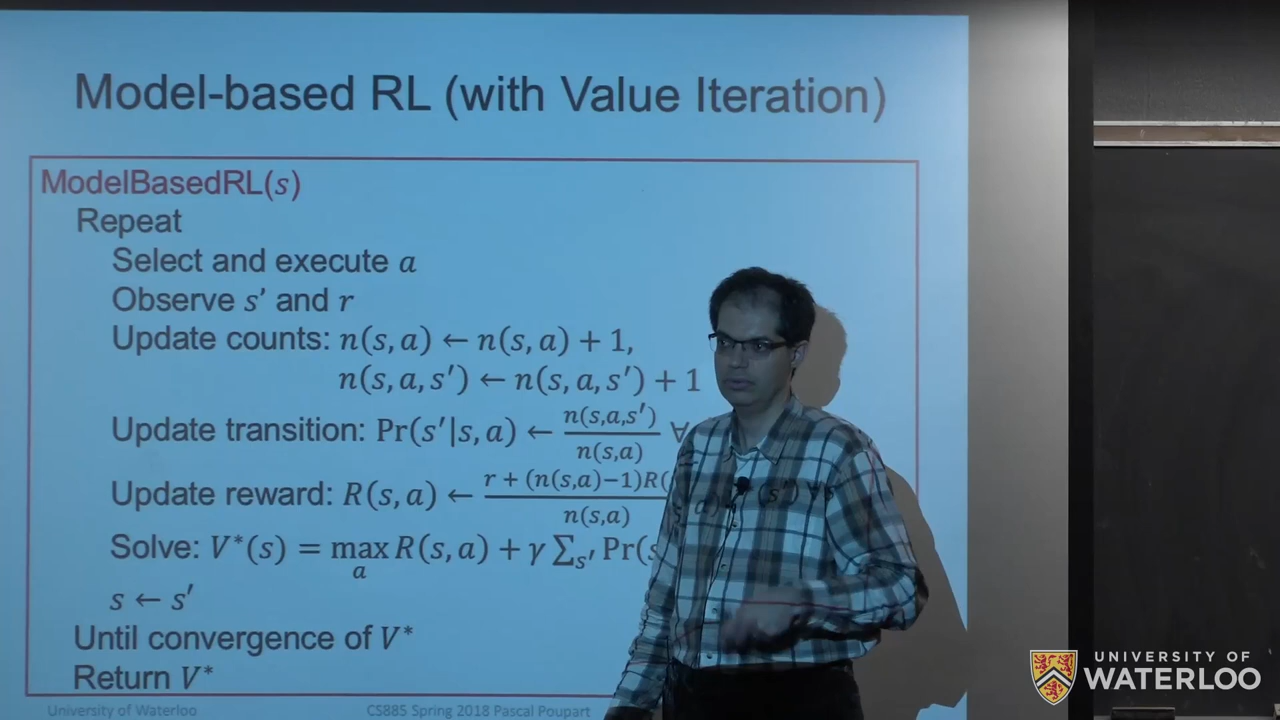 Model-based RL (with Value Iteration)
ModelBasedRL(s)
Repeat
Select and execute a
Observe s′ and r
Update counts: n(s, a) ← n(s, a) + 1,
n(s, a, s′) ← n(s, a, s′) + 1
Update transition: Pr(s′|s, a) ← n(s,a,s′) / n(s,a) ∀
Update reward: R(s, a) ← r + (n(s,a)−1)R( / n(s,a)
Solve: V*(s) = max_a R(s, a) + γ Σ_s′ Pr(s
s ← s′
Until convergence of V*
Return V*
University of Waterloo
CS885 Spring 2018 Pascal Poupart
UNIVERSITY OF
WATERLOO